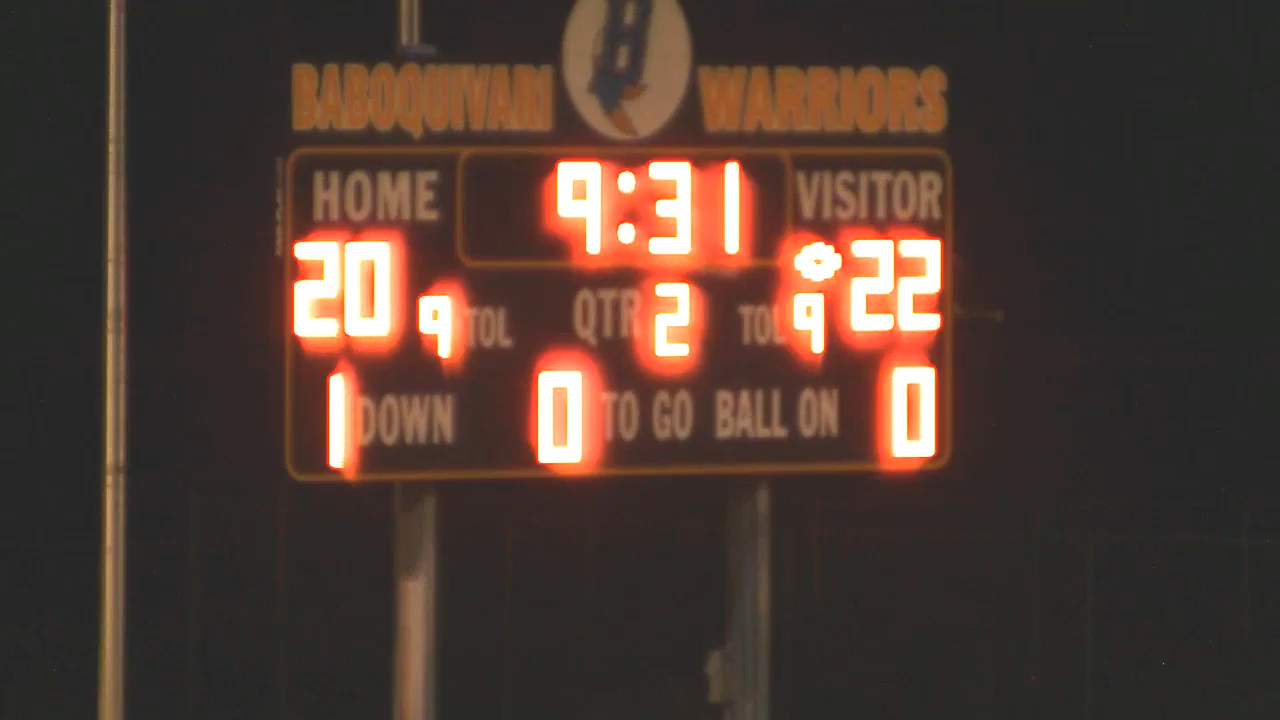 BABOQUIVARI B WARRIORS
HOME 9:31 VISITOR
20 9 TOL QTR 2 TOL 9 22
1 DOWN 0 TO GO BALL ON 0